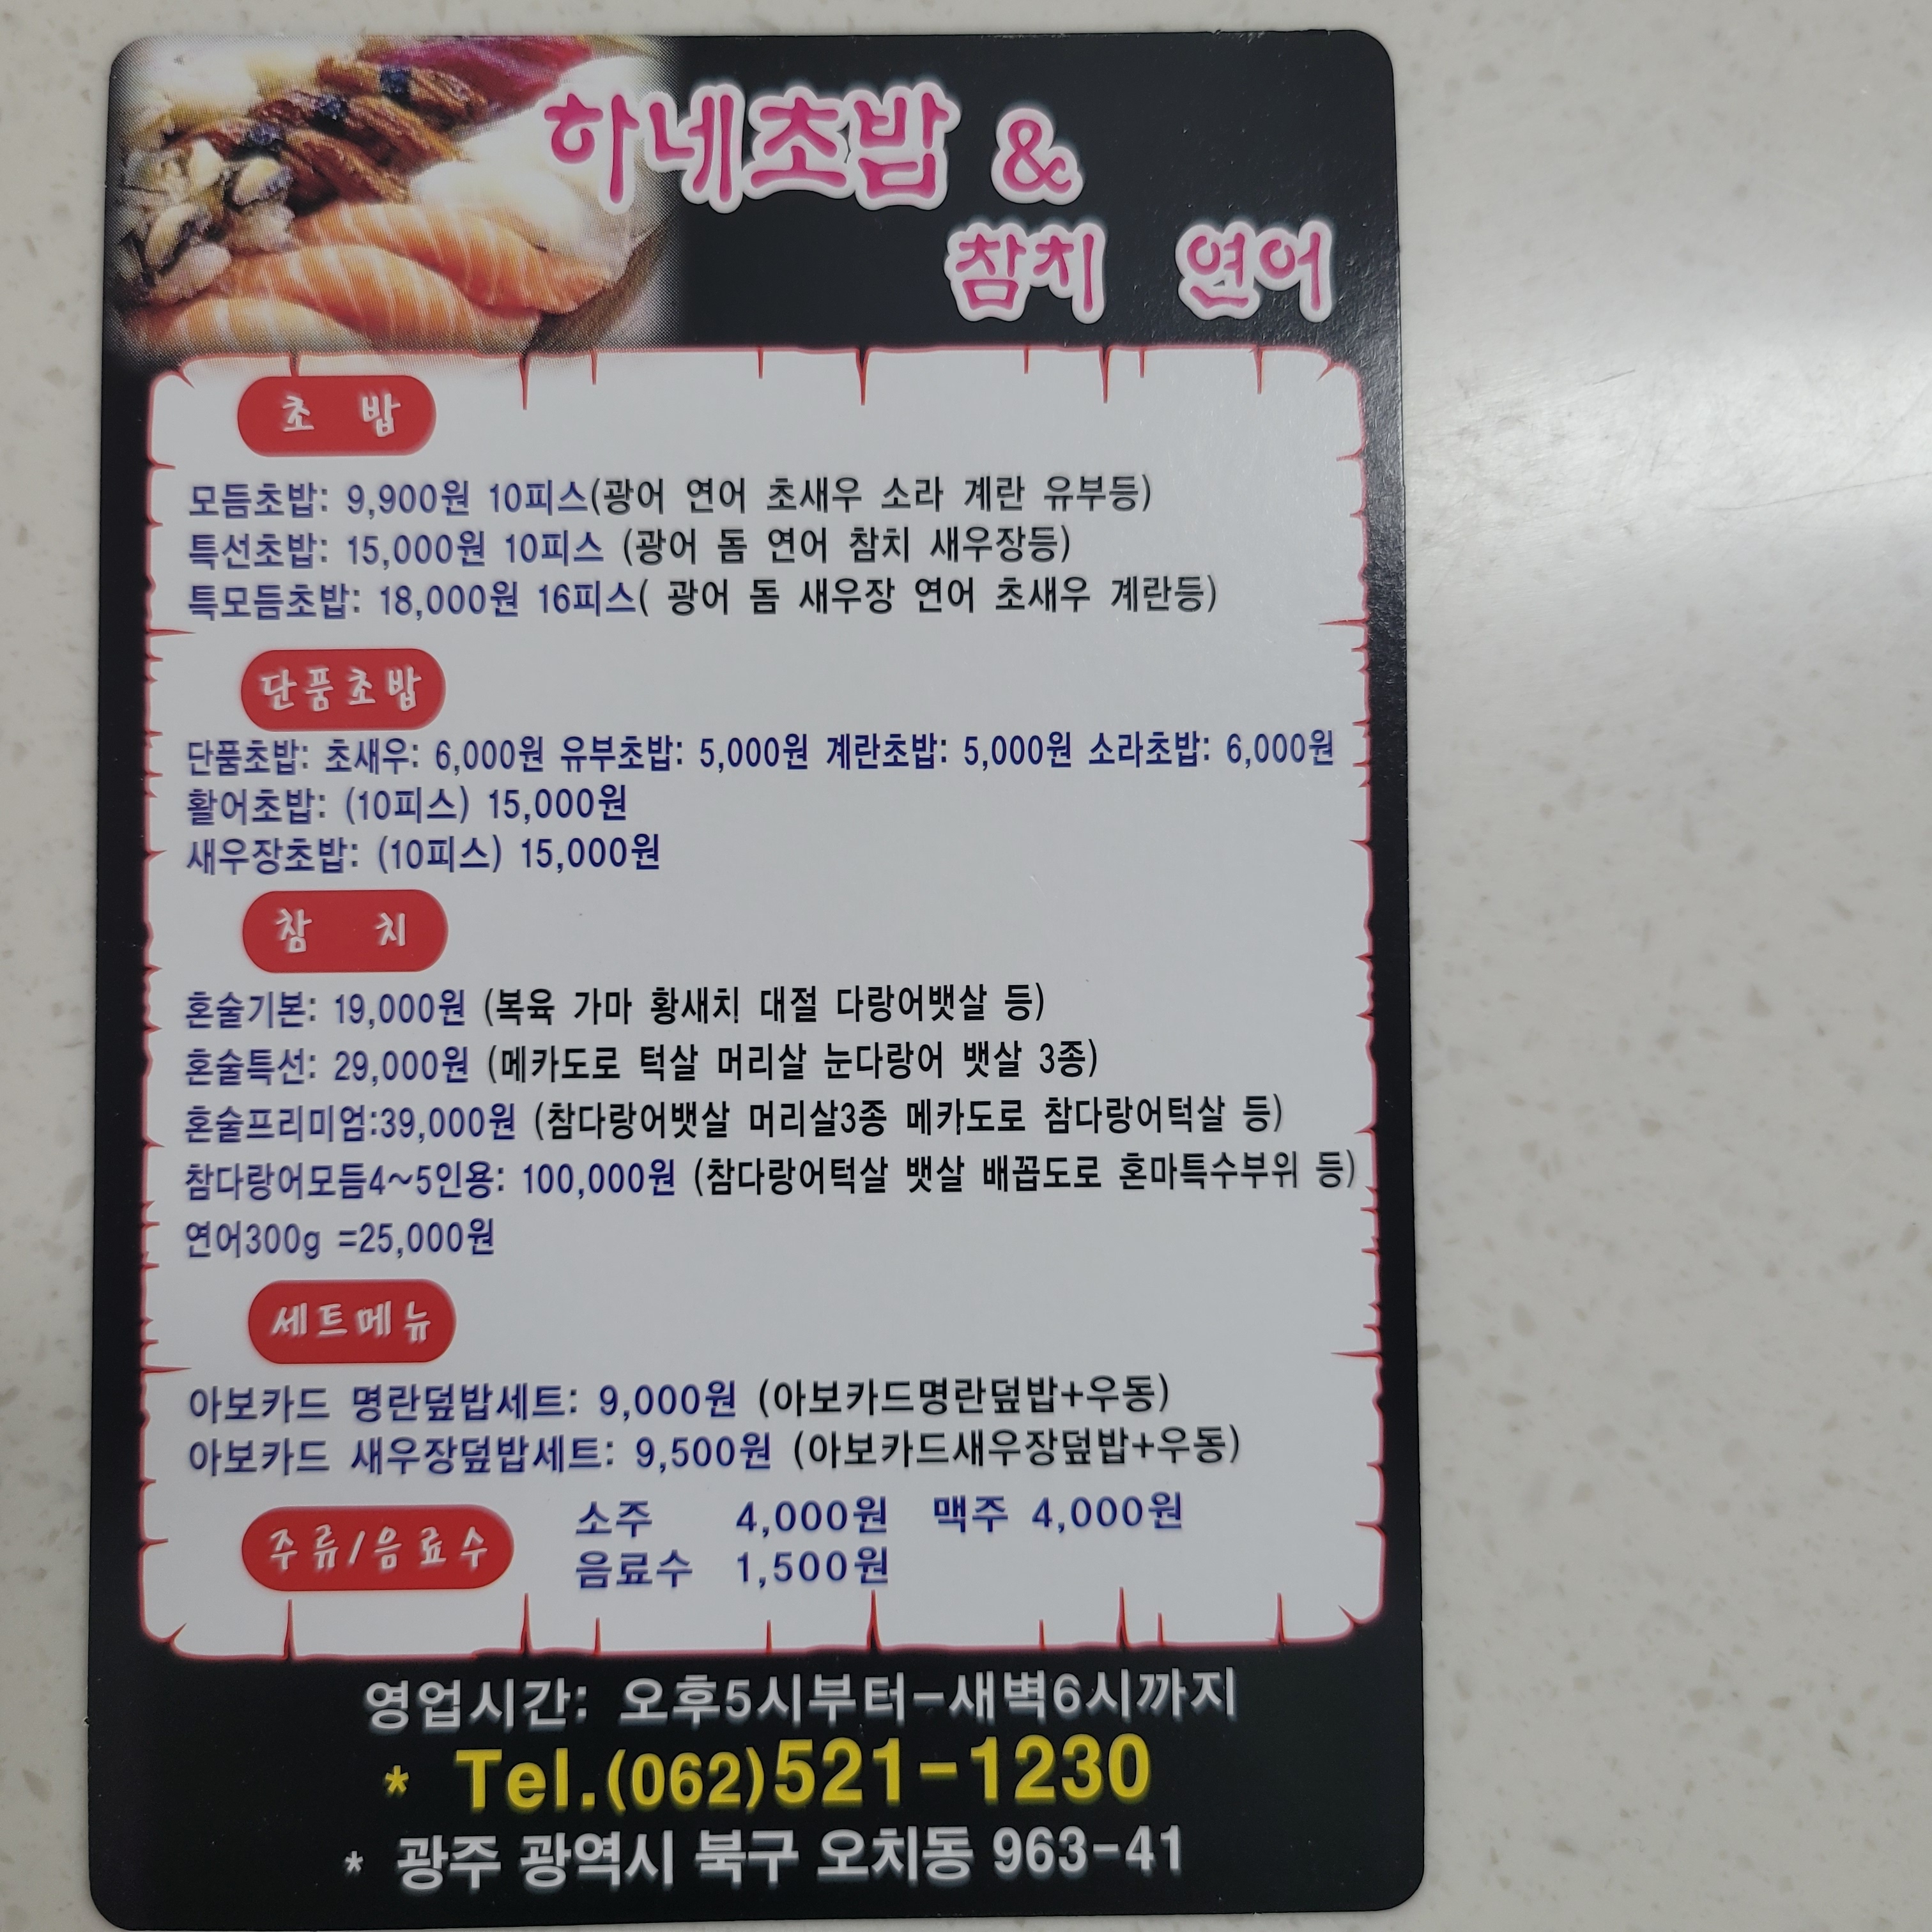 하네초밥 &
참치 연어
초 밥
모듬초밥: 9,900원 10피스(광어 연어 초새우 소라 계란 유부등)
특선초밥: 15,000원 10피스 (광어 돔 연어 참치 새우장등)
특모듬초밥: 18,000원 16피스( 광어 돔 새우장 연어 초새우 계란등)
단품초밥
단품초밥: 초새우: 6,000원 유부초밥: 5,000원 계란초밥: 5,000원 소라초밥: 6,000원
활어초밥: (10피스) 15,000원
새우장초밥: (10피스) 15,000원
참 치
혼술기본: 19,000원 (복육 가마 황새치 대절 다랑어뱃살 등)
혼술특선: 29,000원 (메카도로 턱살 머리살 눈다랑어 뱃살 3종)
혼술프리미엄:39,000원 (참다랑어뱃살 머리살3종 메카도로 참다랑어턱살 등)
참다랑어모듬4~5인용: 100,000원 (참다랑어턱살 뱃살 배꼽도로 혼마특수부위 등)
연어300g =25,000원
세트메뉴
아보카드 명란덮밥세트: 9,000원 (아보카드명란덮밥+우동)
아보카드 새우장덮밥세트: 9,500원 (아보카드새우장덮밥+우동)
주류/음료수
소주 4,000원 맥주 4,000원
음료수 1,500원
영업시간: 오후5시부터-새벽6시까지
* Tel.(062)521-1230
* 광주 광역시 북구 오치동 963-41